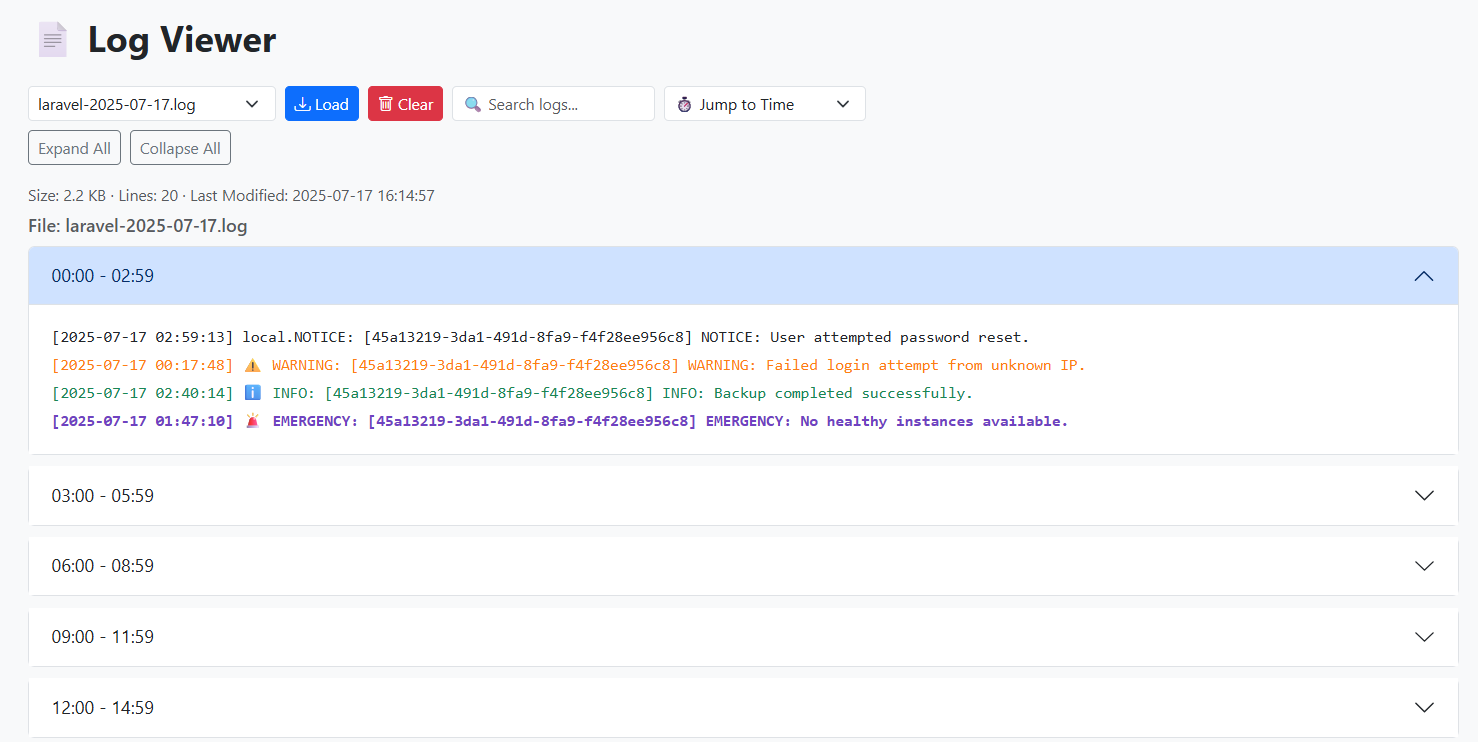 Log Viewer
laravel-2025-07-17.log Load Clear Search logs... Jump to Time
Expand All Collapse All
Size: 2.2 KB · Lines: 20 · Last Modified: 2025-07-17 16:14:57
File: laravel-2025-07-17.log
00:00 - 02:59
[2025-07-17 02:59:13] local.NOTICE: [45a13219-3da1-491d-8fa9-f4f28ee956c8] NOTICE: User attempted password reset.
[2025-07-17 00:17:48] ⚠️ WARNING: [45a13219-3da1-491d-8fa9-f4f28ee956c8] WARNING: Failed login attempt from unknown IP.
[2025-07-17 02:40:14] ℹ️ INFO: [45a13219-3da1-491d-8fa9-f4f28ee956c8] INFO: Backup completed successfully.
[2025-07-17 01:47:10] 🚨 EMERGENCY: [45a13219-3da1-491d-8fa9-f4f28ee956c8] EMERGENCY: No healthy instances available.
03:00 - 05:59
06:00 - 08:59
09:00 - 11:59
12:00 - 14:59